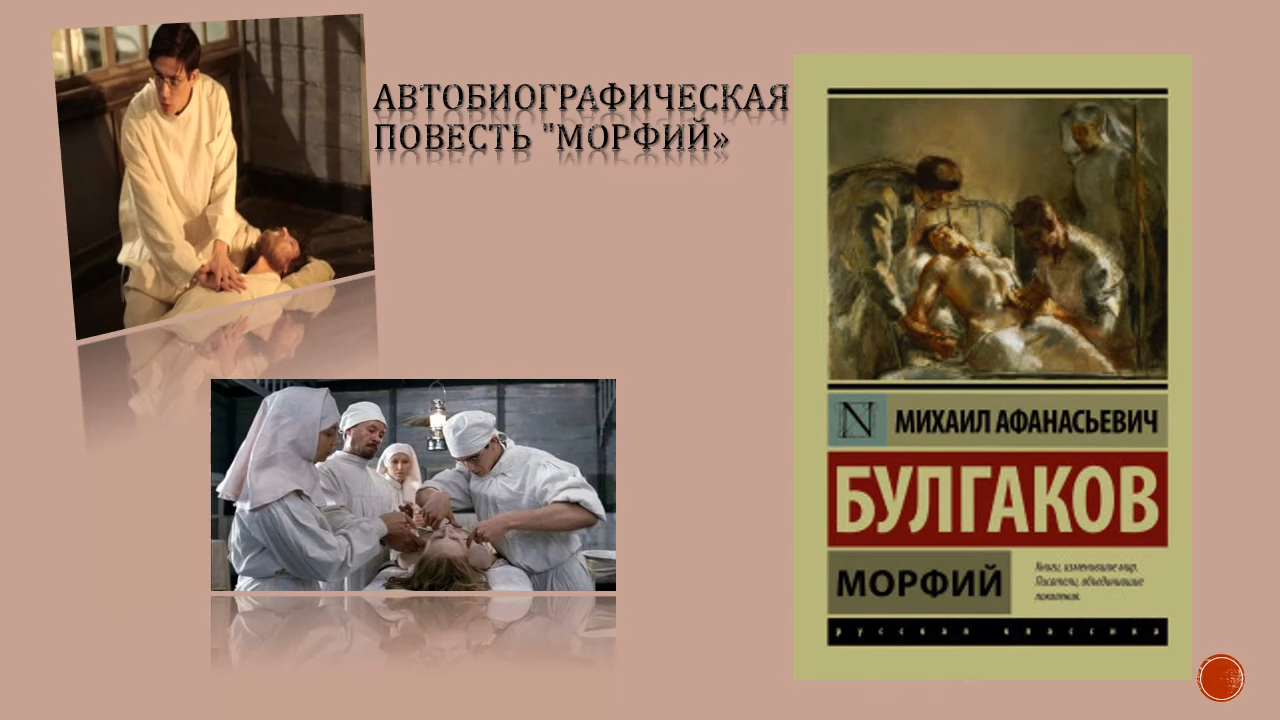 АВТОБИОГРАФИЧЕСКАЯ
ПОВЕСТЬ "МОРФИЙ»
N МИХАИЛ АФАНАСЬЕВИЧ
БУЛГАКОВ
МОРФИЙ
Книги, изменившие мир.
Писатели, объединившие
поколения.
русская классика